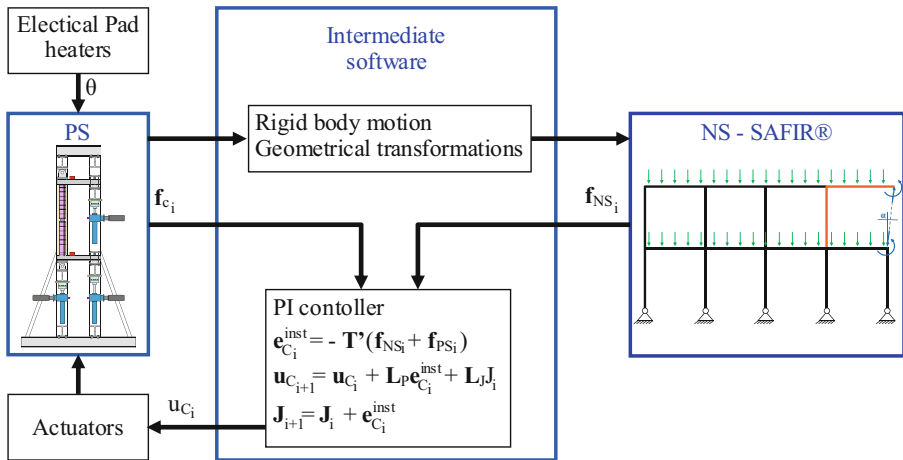 Electical Pad
heaters
θ
PS
Intermediate
software
Rigid body motion
Geometrical transformations
NS - SAFIR®
α
f_{c_i}
f_{NS_i}
PI contoller
e_{C_i}^{inst} = - T’(f_{NS_i} + f_{PS_i})
u_{C_{i+1}} = u_{C_i} + L_P e_{C_i}^{inst} + L_J J_i
J_{i+1} = J_i + e_{C_i}^{inst}
u_{C_i}
Actuators